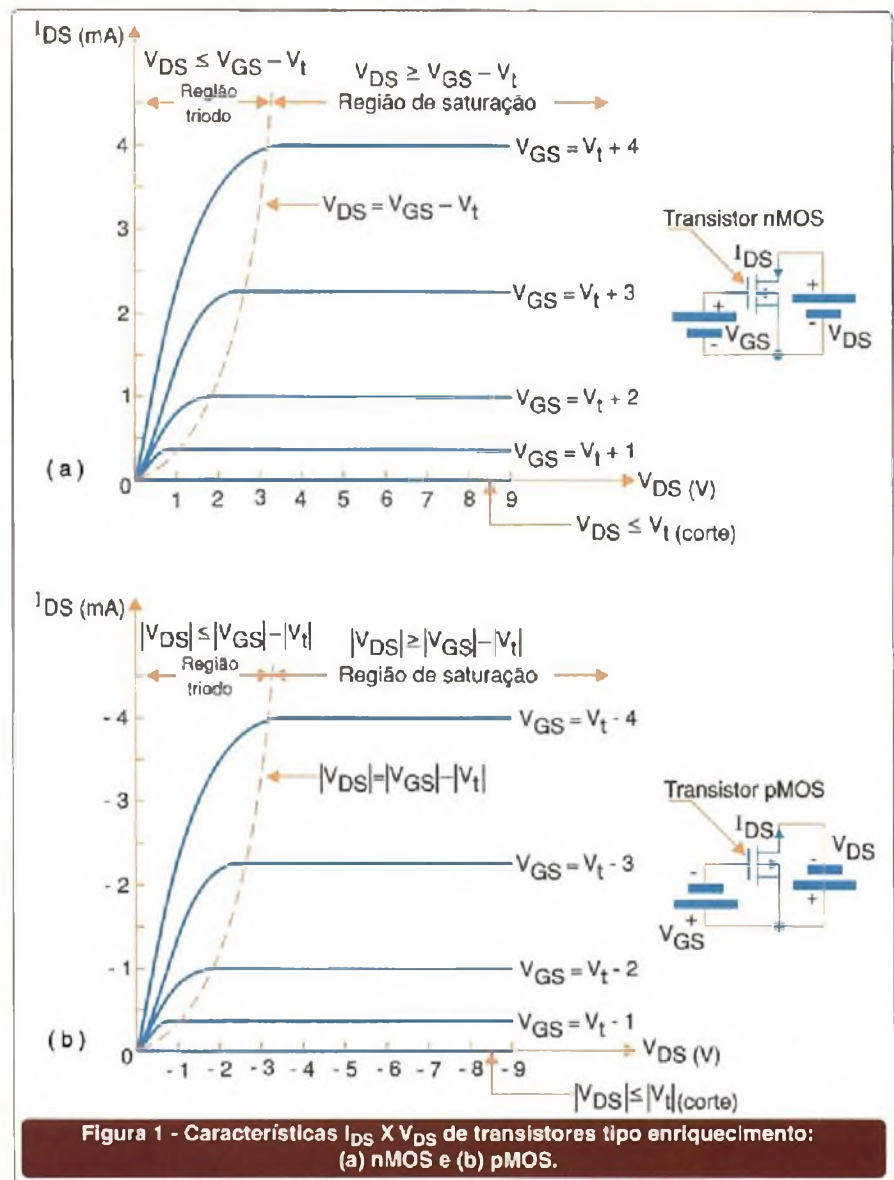 IDS (mA)
VDS ≤ VGS – Vt
VDS ≥ VGS – Vt
Região
triodo
Região de saturação
4
VGS = Vt + 4
VDS = VGS – Vt
3
Transistor nMOS
IDS
VGS = Vt + 3
+
+
2
VGS
VDS
-
-
1
VGS = Vt + 2
VGS = Vt + 1
(a)
0
VDS (V)
1 2 3 4 5 6 7 8 9
VDS ≤ Vt (corte)
IDS (mA)
|VDS| ≤ |VGS| – |Vt|
|VDS| ≥ |VGS| – |Vt|
Região
triodo
Região de saturação
- 4
VGS = Vt - 4
|VDS|=|VGS|–|Vt|
- 3
Transistor pMOS
IDS
VDS
VGS = Vt - 3
-
-
- 2
+
+
VGS
- 1
VGS = Vt - 2
VGS = Vt - 1
(b)
0
VDS (V)
- 1 - 2 - 3 - 4 - 5 - 6 - 7 - 8 - 9
|VDS| ≤ |Vt| (corte)
Figura 1 - Características IDS X VDS de transistores tipo enriquecimento:
(a) nMOS e (b) pMOS.